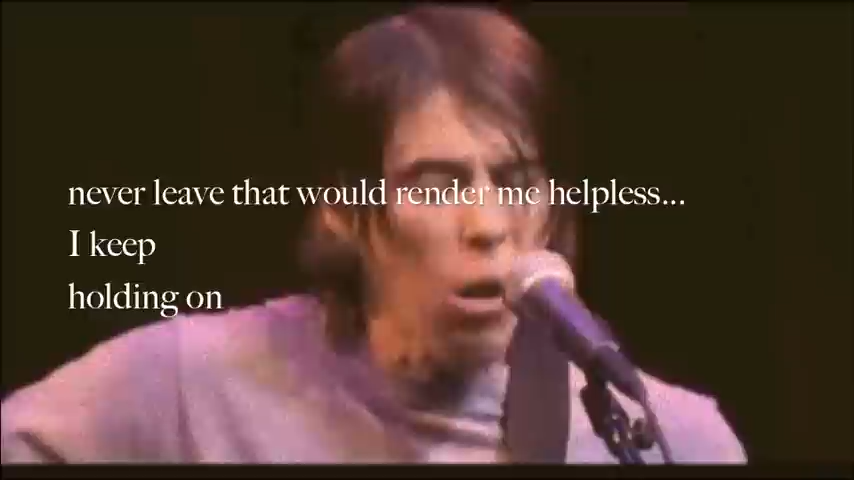 never leave that would render me helpless...
I keep
holding on